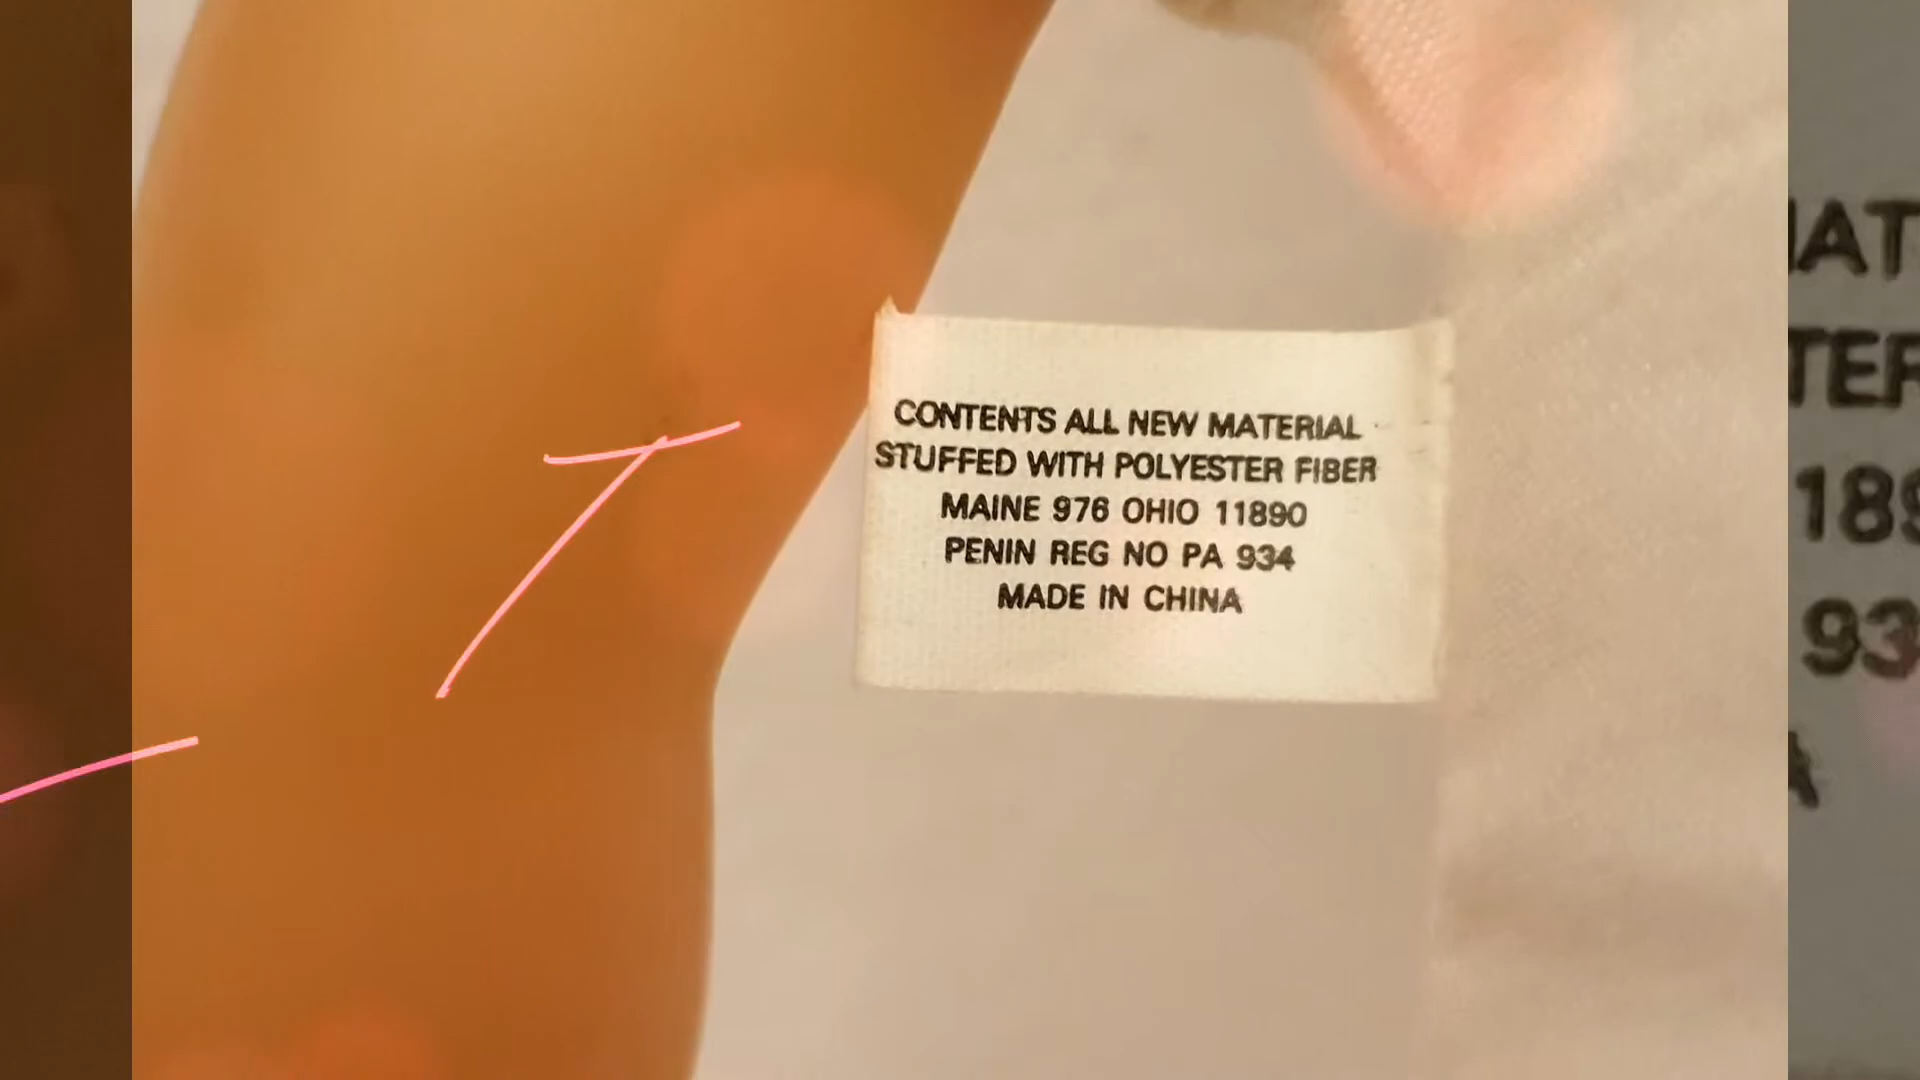 CONTENTS ALL NEW MATERIAL
STUFFED WITH POLYESTER FIBER
MAINE 976 OHIO 11890
PENIN REG NO PA 934
MADE IN CHINA